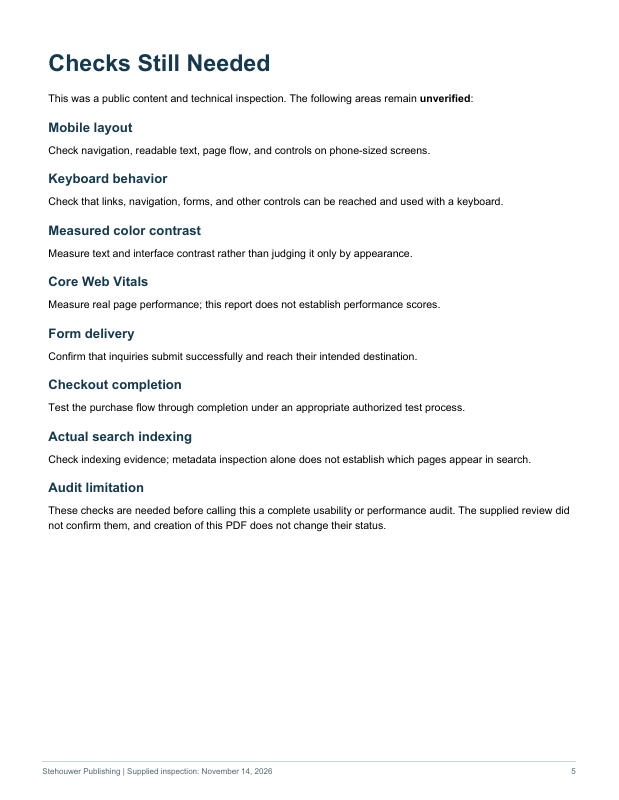 Checks Still Needed
This was a public content and technical inspection. The following areas remain unverified:
Mobile layout
Check navigation, readable text, page flow, and controls on phone-sized screens.
Keyboard behavior
Check that links, navigation, forms, and other controls can be reached and used with a keyboard.
Measured color contrast
Measure text and interface contrast rather than judging it only by appearance.
Core Web Vitals
Measure real page performance; this report does not establish performance scores.
Form delivery
Confirm that inquiries submit successfully and reach their intended destination.
Checkout completion
Test the purchase flow through completion under an appropriate authorized test process.
Actual search indexing
Check indexing evidence; metadata inspection alone does not establish which pages appear in search.
Audit limitation
These checks are needed before calling this a complete usability or performance audit. The supplied review did
not confirm them, and creation of this PDF does not change their status.
Stehouwer Publishing | Supplied inspection: November 14, 2026 5